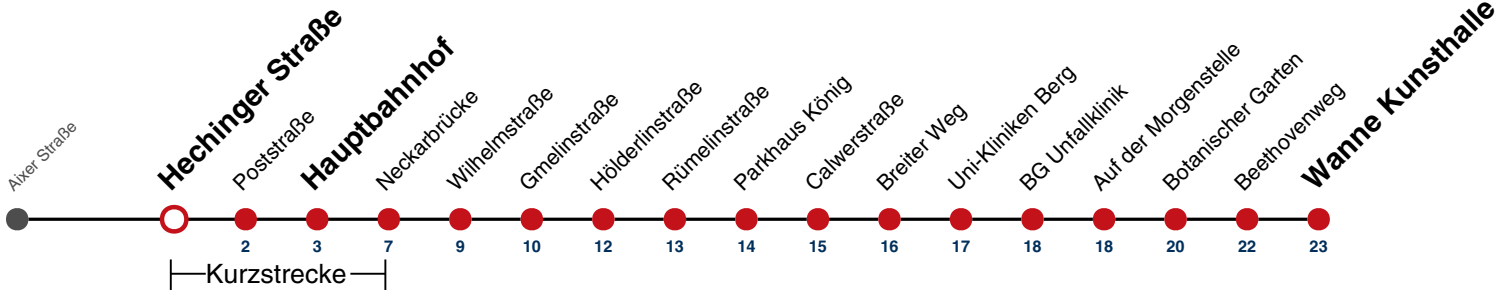 Aixer Straße
Hechinger Straße
Poststraße
Hauptbahnhof
Neckarbrücke
Wilhelmstraße
Gmelinstraße
Hölderlinstraße
Rümelinstraße
Parkhaus König
Calwerstraße
Breiter Weg
Uni-Kliniken Berg
BG Unfallklinik
Auf der Morgenstelle
Botanischer Garten
Beethovenweg
Wanne Kunsthalle
2 3 7 9 10 12 13 14 15 16 17 18 18 20 22 23
Kurzstrecke